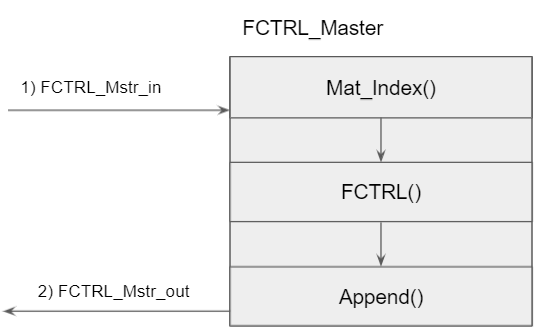 FCTRL_Master
1) FCTRL_Mstr_in
Mat_Index()
FCTRL()
2) FCTRL_Mstr_out
Append()